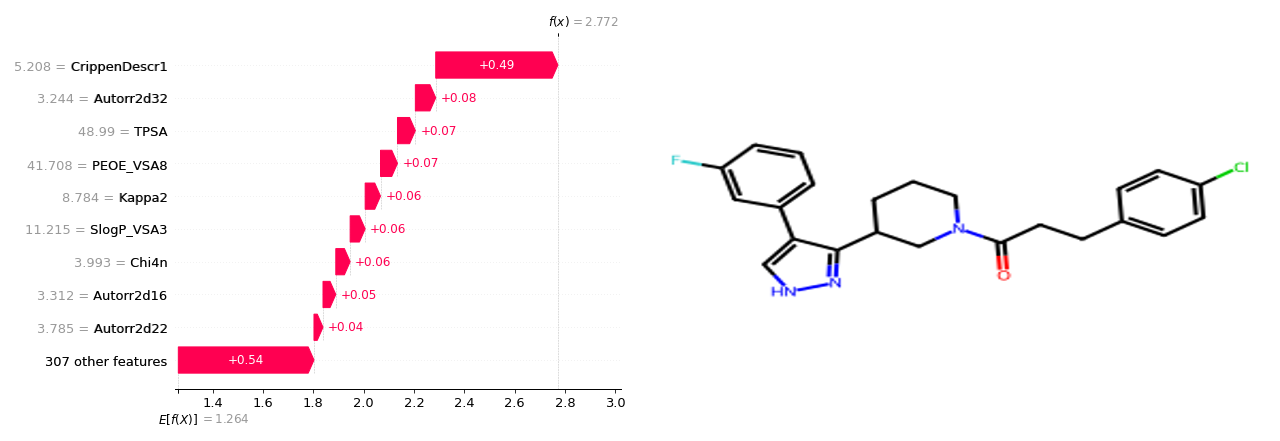 f(x) = 2.772
5.208 = CrippenDescr1
+0.49
3.244 = Autorr2d32
+0.08
48.99 = TPSA
+0.07
41.708 = PEOE_VSA8
+0.07
8.784 = Kappa2
+0.06
11.215 = SlogP_VSA3
+0.06
3.993 = Chi4n
+0.06
3.312 = Autorr2d16
+0.05
3.785 = Autorr2d22
+0.04
307 other features
+0.54
1.4 1.6 1.8 2.0 2.2 2.4 2.6 2.8 3.0
E[f(X)] = 1.264
F
N
O
HN
N
Cl